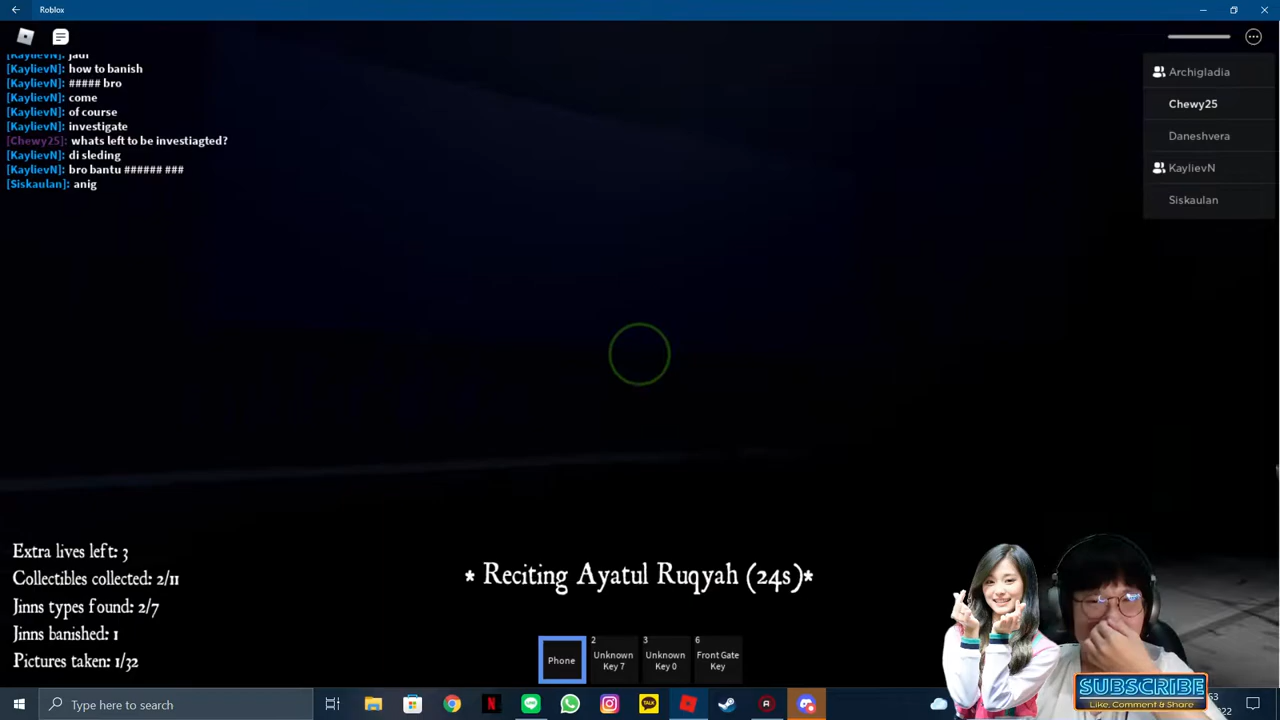 Roblox
[KaylievN]: jadi
[KaylievN]: how to banish
[KaylievN]: ##### bro
[KaylievN]: come
[KaylievN]: of course
[KaylievN]: investigate
[Chewy25]: whats left to be investiagted?
[KaylievN]: di sleding
[KaylievN]: bro bantu ###### ###
[Siskaulan]: anig
Archigladia
Chewy25
Daneshvera
KaylievN
Siskaulan
Extra lives left: 3
Collectibles collected: 2/11
Jinns types found: 2/7
Jinns banished: 1
Pictures taken: 1/32
* Reciting Ayatul Ruqyah (24s)*
Phone
2
Unknown
Key 7
3
Unknown
Key 0
6
Front Gate
Key
SUBSCRIBE
Like, Comment & Share
Type here to search
TALK